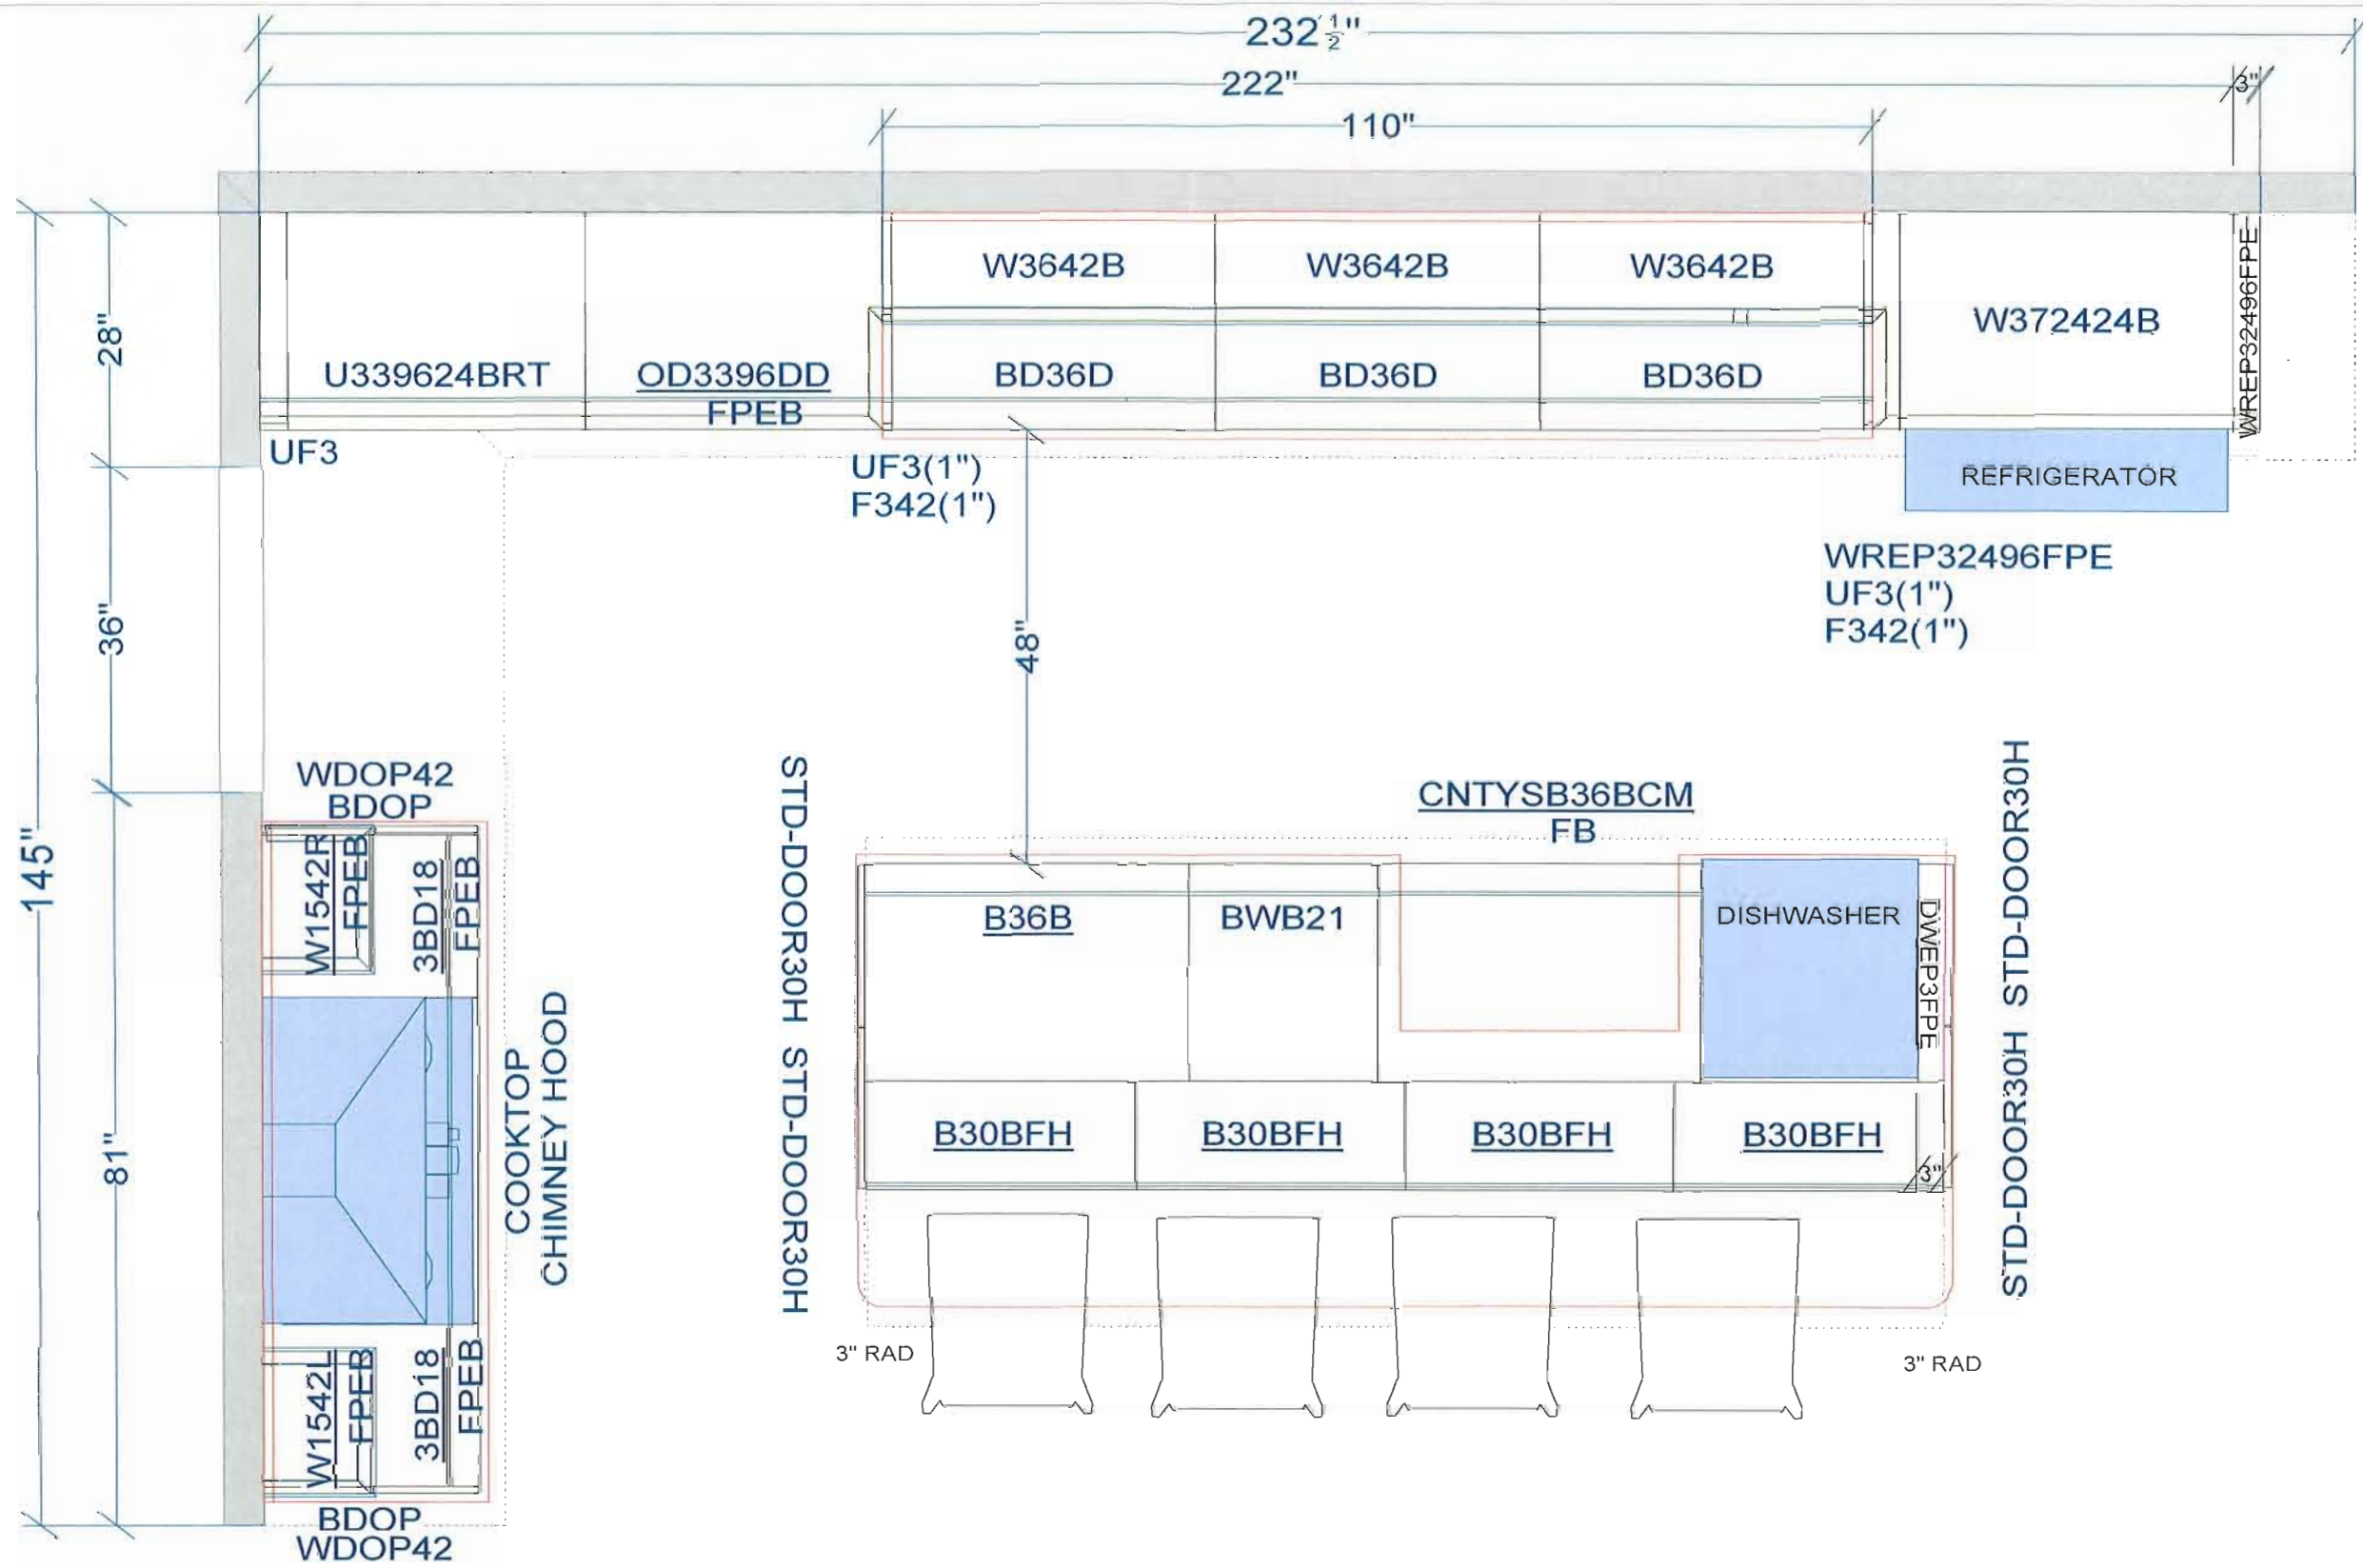 232 1/2"
222"
3"
110"
W3642B
W3642B
W3642B
W372424B
WREP32496FPE
28"
U339624BRT
OD3396DD
FPEB
BD36D
BD36D
BD36D
UF3
UF3(1")
F342(1")
REFRIGERATOR
WREP32496FPE
UF3(1")
F342(1")
36"
48"
145"
81"
WDOP42
BDOP
W1542R
FPEB
3BD18
FPEB
COOKTOP
CHIMNEY HOOD
W1542L
FPEB
3BD18
FPEB
BDOP
WDOP42
STD-DOOR30H STD-DOOR30H
CNTYSB36BCM
FB
B36B
BWB21
DISHWASHER
DWEP3FPE
STD-DOOR30H STD-DOOR30H
B30BFH
B30BFH
B30BFH
B30BFH
3"
3" RAD
3" RAD